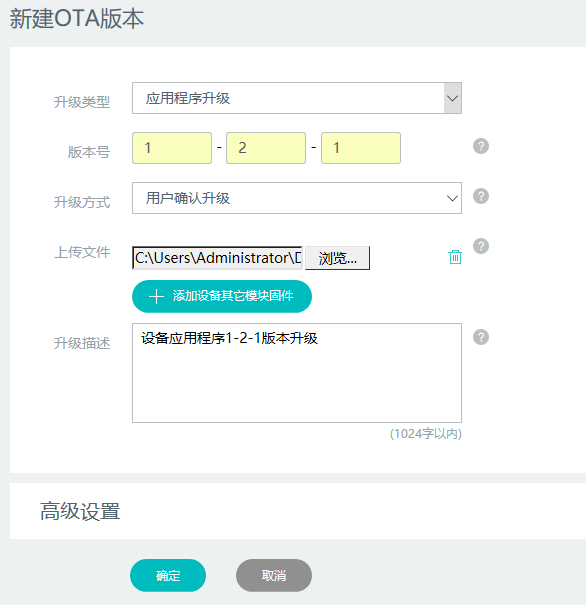 新建OTA版本
升级类型 应用程序升级
版本号 1 - 2 - 1 ?
升级方式 用户确认升级 ?
上传文件 C:\Users\Administrator\D 浏览... ?
添加设备其它模块固件
升级描述 设备应用程序1-2-1版本升级 ?
(1024字以内)
高级设置
确定 取消